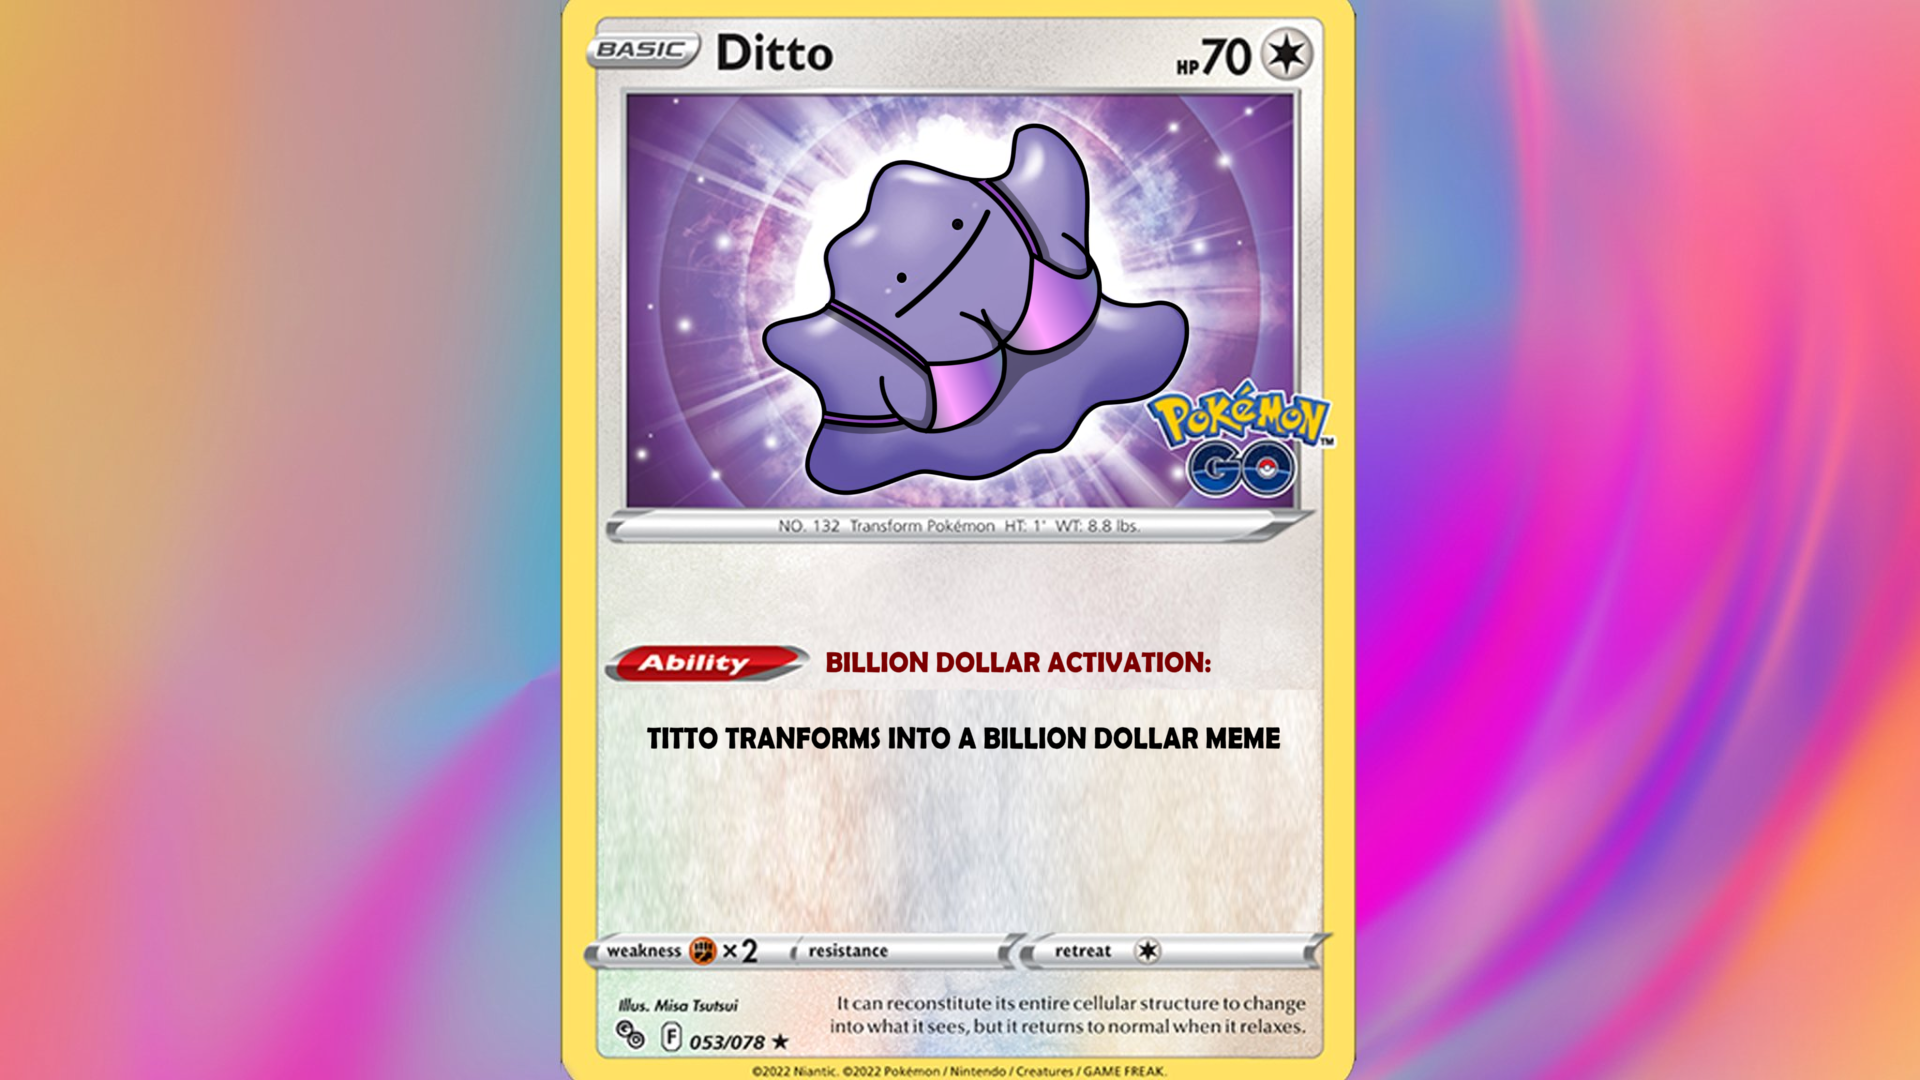 BASIC Ditto HP 70
POKéMON™
GO
NO. 132 Transform Pokémon HT: 1' WT: 8.8 lbs.
Ability BILLION DOLLAR ACTIVATION:
TITTO TRANFORMS INTO A BILLION DOLLAR MEME
weakness ×2 resistance retreat
Illus. Misa Tsutsui
It can reconstitute its entire cellular structure to change
into what it sees, but it returns to normal when it relaxes.
F 053/078 ★
©2022 Niantic. ©2022 Pokémon / Nintendo / Creatures / GAME FREAK.